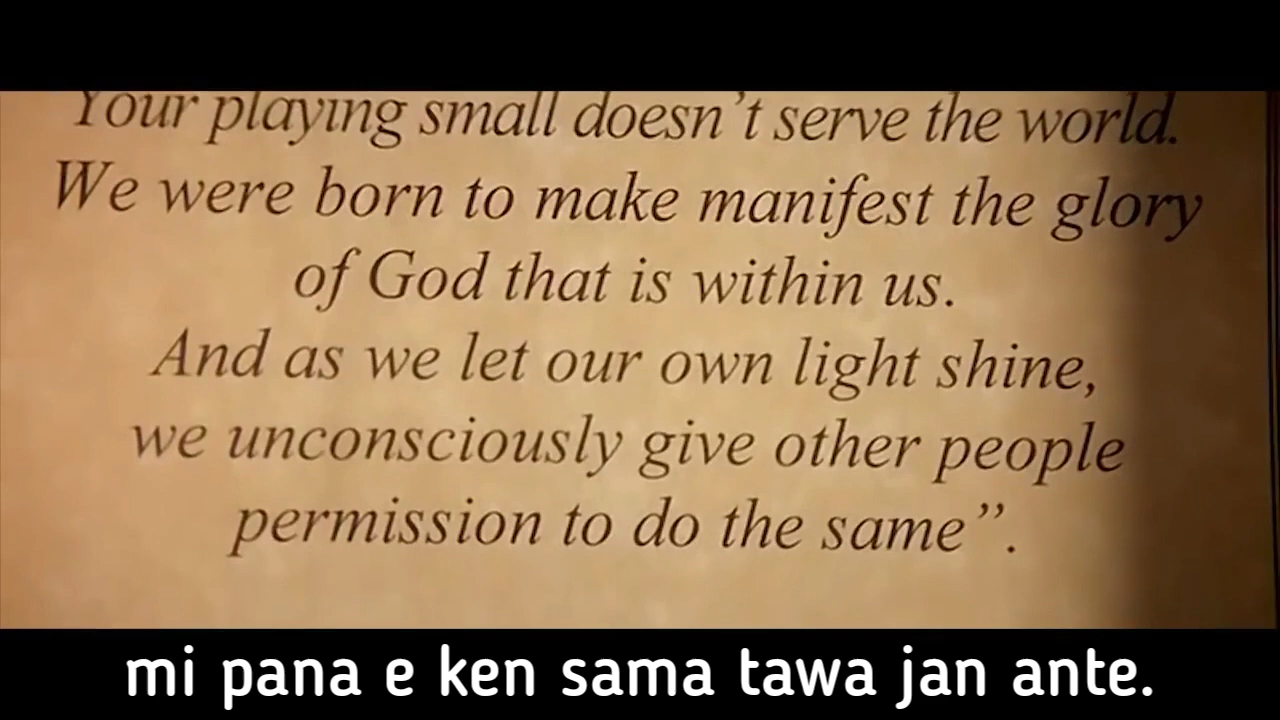 Your playing small doesn’t serve the world.
We were born to make manifest the glory
of God that is within us.
And as we let our own light shine,
we unconsciously give other people
permission to do the same”.
mi pana e ken sama tawa jan ante.